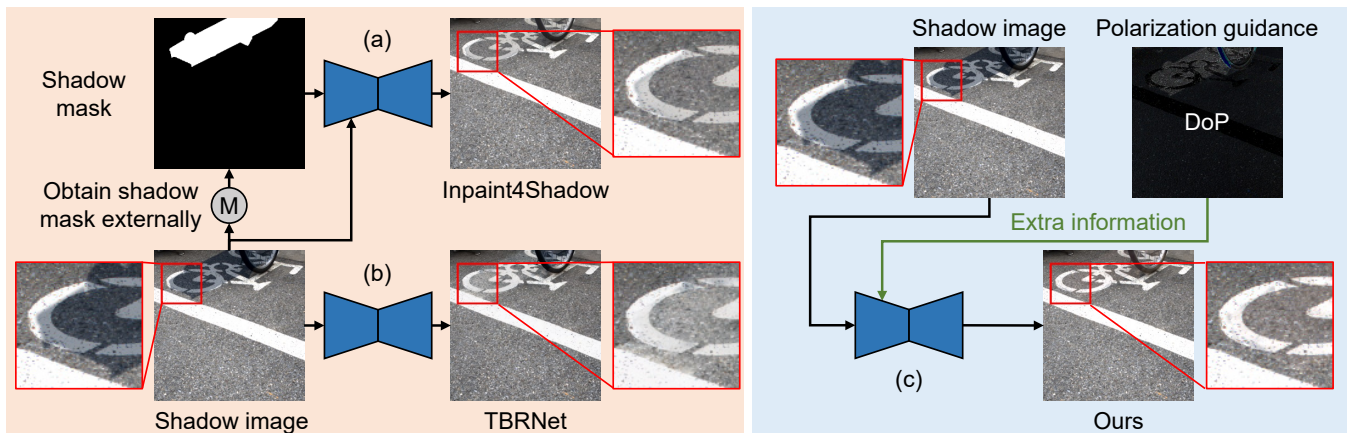 (a)
Shadow
mask
Obtain shadow
mask externally
M
Inpaint4Shadow
(b)
Shadow image
TBRNet
Shadow image
Polarization guidance
DoP
Extra information
(c)
Ours